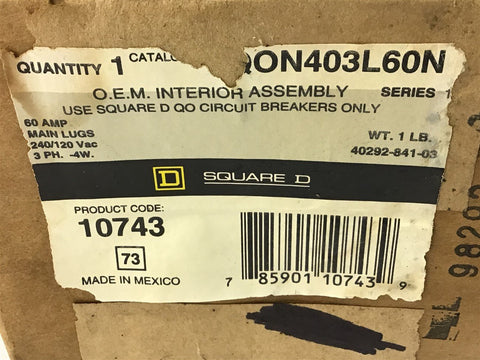 QUANTITY 1 CATALOG QON403L60N
O.E.M. INTERIOR ASSEMBLY SERIES 1
USE SQUARE D QO CIRCUIT BREAKERS ONLY
60 AMP
MAIN LUGS WT. 1 LB.
240/120 Vac 40292-841-03
3 PH. -4W.
D SQUARE D
PRODUCT CODE:
10743
73
MADE IN MEXICO
7 85901 10743 9